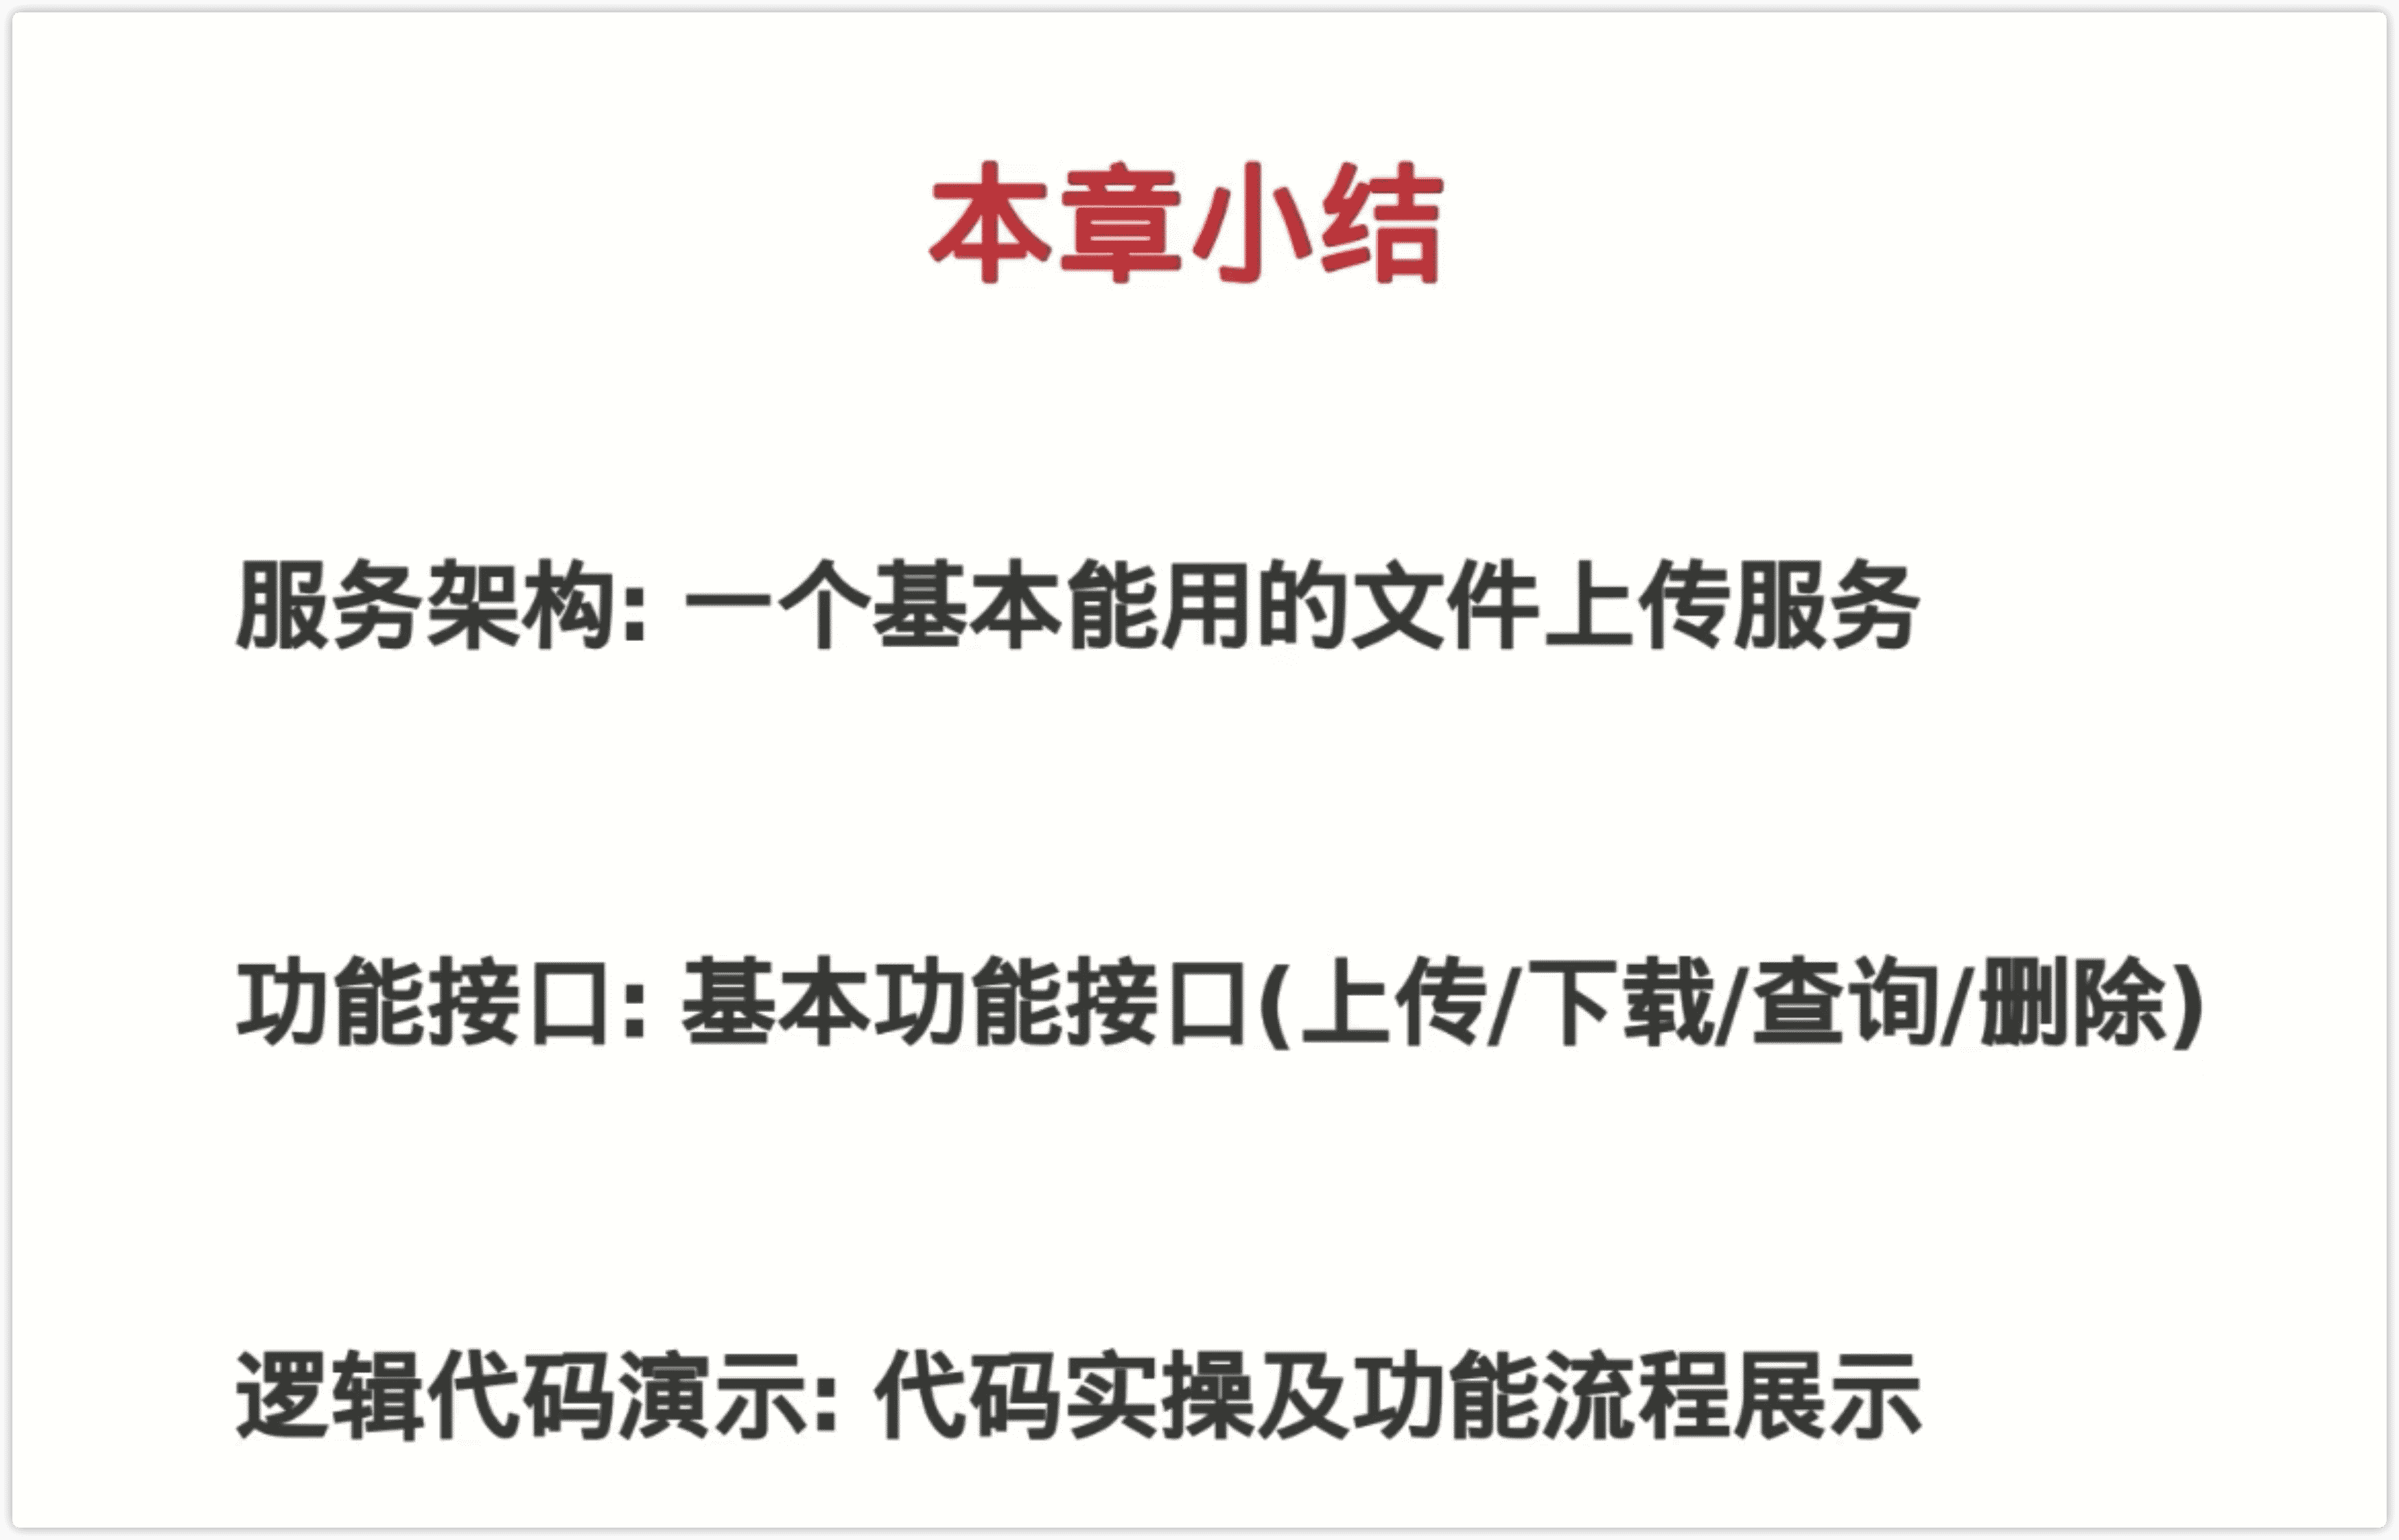 本章小结
服务架构: 一个基本能用的文件上传服务
功能接口: 基本功能接口(上传/下载/查询/删除)
逻辑代码演示: 代码实操及功能流程展示